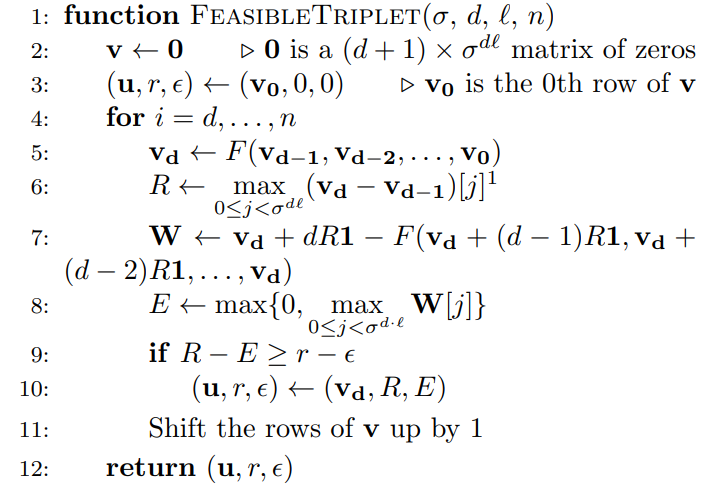 1: function FEASIBLETRIPLET(σ, d, ℓ, n)
2: v ← 0 ▷ 0 is a (d + 1) × σ^{dℓ} matrix of zeros
3: (u, r, ϵ) ← (v₀, 0, 0) ▷ v₀ is the 0th row of v
4: for i = d, . . . , n
5: v_d ← F(v_{d−1}, v_{d−2}, . . . , v₀)
6: R ← max_{0≤j<σ^{dℓ}} (v_d − v_{d−1})[j]¹
7: W ← v_d + dR1 − F(v_d + (d − 1)R1, v_d +
(d − 2)R1, . . . , v_d)
8: E ← max{0, max_{0≤j<σ^{d·ℓ}} W[j]}
9: if R − E ≥ r − ϵ
10: (u, r, ϵ) ← (v_d, R, E)
11: Shift the rows of v up by 1
12: return (u, r, ϵ)